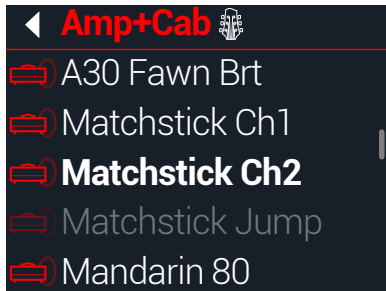 Amp+Cab
A30 Fawn Brt
Matchstick Ch1
Matchstick Ch2
Matchstick Jump
Mandarin 80